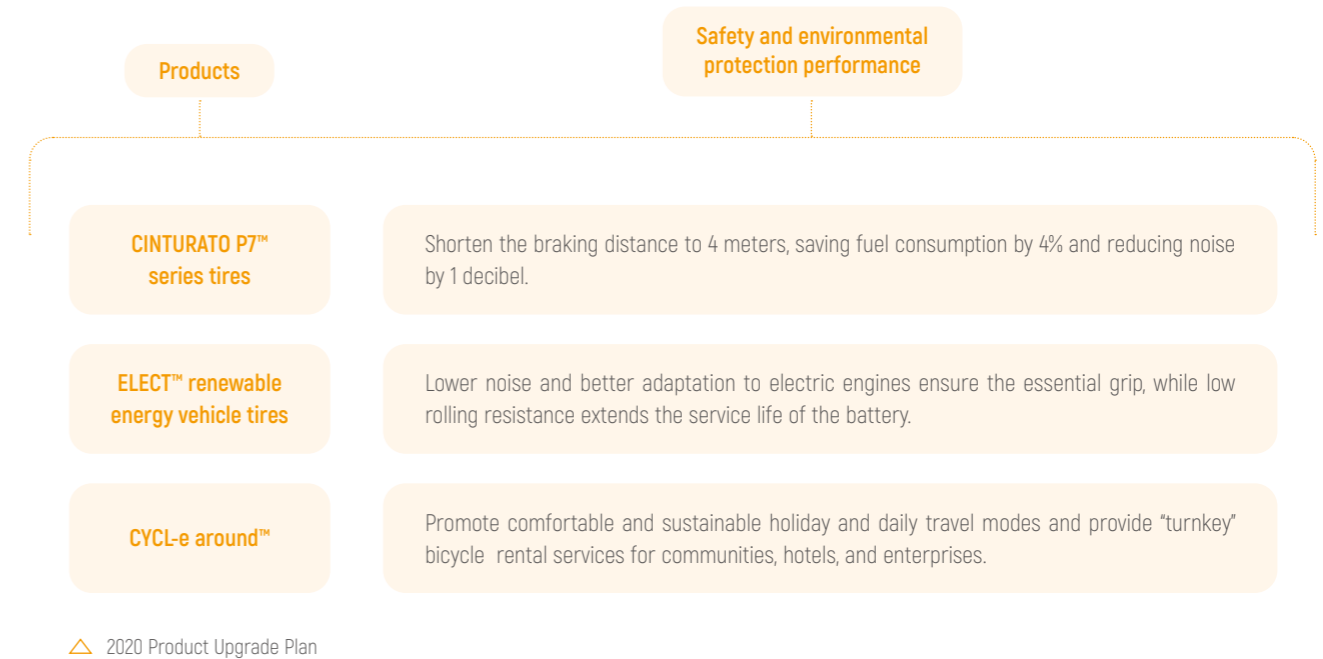 Products
Safety and environmental
protection performance
CINTURATO P7™
series tires
Shorten the braking distance to 4 meters, saving fuel consumption by 4% and reducing noise
by 1 decibel.
ELECT™ renewable
energy vehicle tires
Lower noise and better adaptation to electric engines ensure the essential grip, while low
rolling resistance extends the service life of the battery.
CYCL-e around™
Promote comfortable and sustainable holiday and daily travel modes and provide “turnkey”
bicycle rental services for communities, hotels, and enterprises.
2020 Product Upgrade Plan